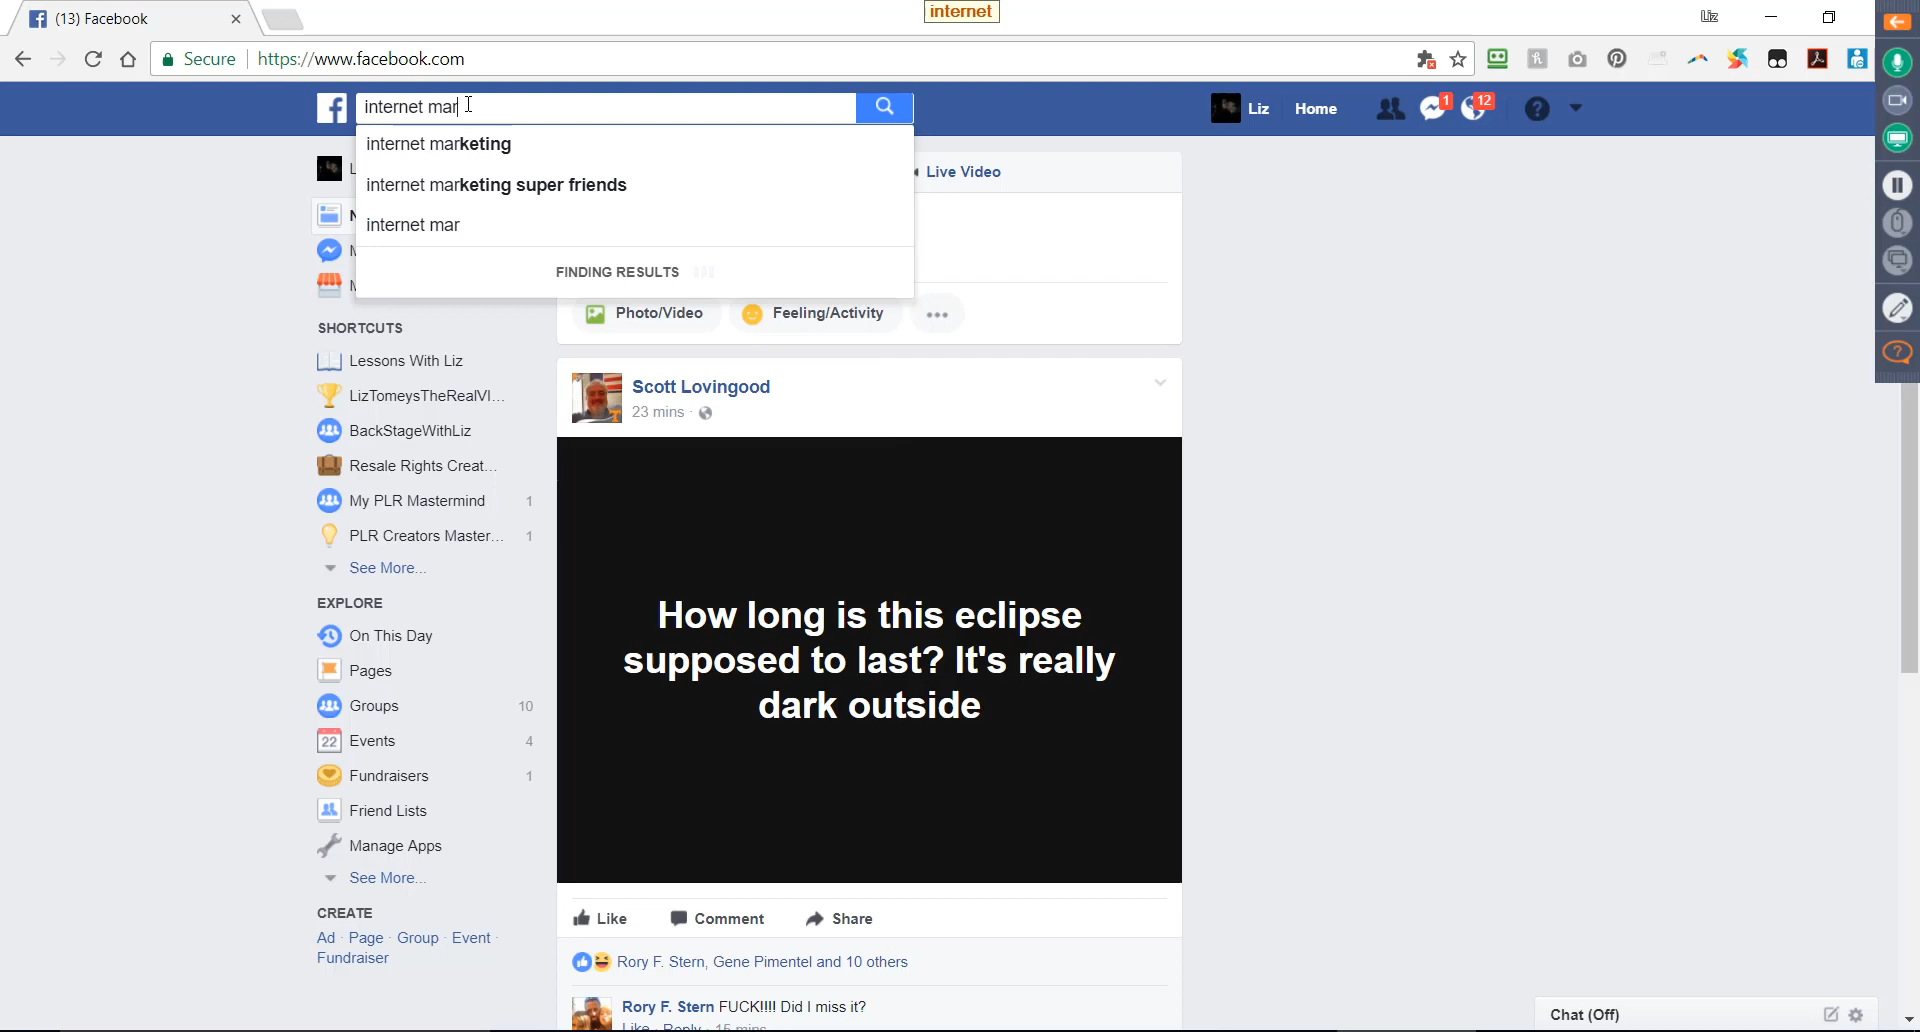 (13) Facebook
internet
Liz
Secure
https://www.facebook.com
internet mar
Liz
Home
1
12
internet marketing
internet marketing super friends
internet mar
FINDING RESULTS
Live Video
Photo/Video
Feeling/Activity
SHORTCUTS
Lessons With Liz
LizTomeysTheRealVI...
BackStageWithLiz
Resale Rights Creat...
My PLR Mastermind 1
PLR Creators Master... 1
See More...
EXPLORE
On This Day
Pages
Groups 10
22 Events 4
Fundraisers 1
Friend Lists
Manage Apps
See More...
CREATE
Ad · Page · Group · Event ·
Fundraiser
Scott Lovingood
23 mins ·
How long is this eclipse
supposed to last? It's really
dark outside
Like
Comment
Share
Rory F. Stern, Gene Pimentel and 10 others
Rory F. Stern FUCK!!!! Did I miss it?
Like · Reply · 15 mins
Chat (Off)